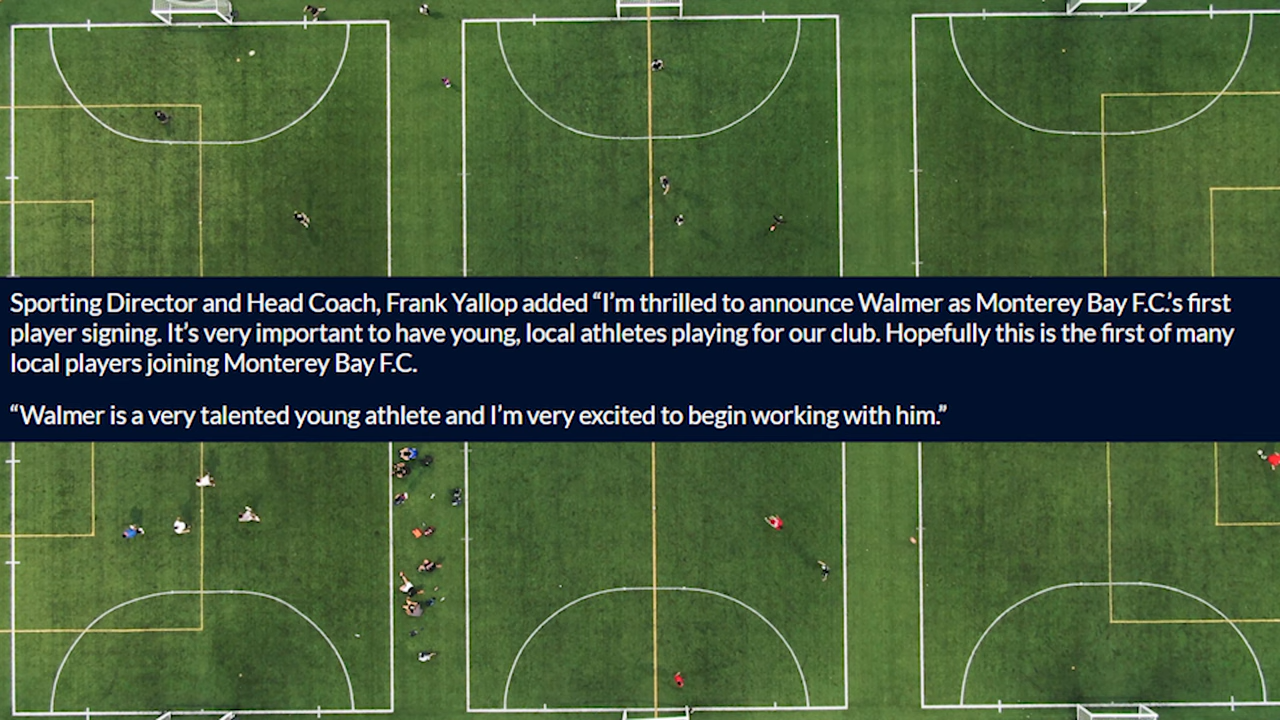 Sporting Director and Head Coach, Frank Yallop added “I’m thrilled to announce Walmer as Monterey Bay F.C.’s first
player signing. It’s very important to have young, local athletes playing for our club. Hopefully this is the first of many
local players joining Monterey Bay F.C.
“Walmer is a very talented young athlete and I’m very excited to begin working with him.”